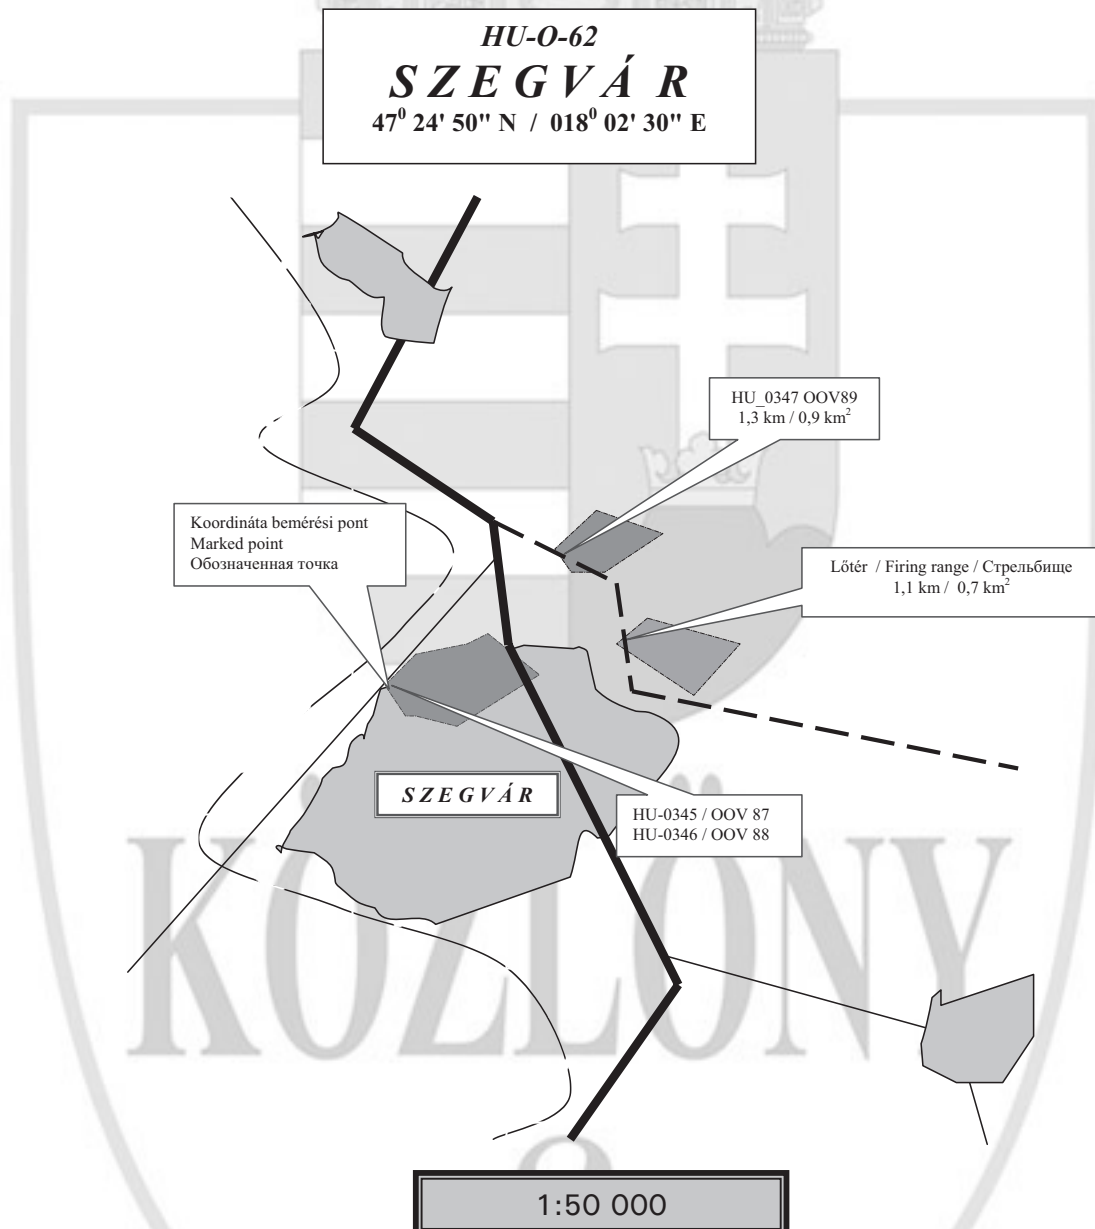 HU-O-62
S Z E G V Á R
47⁰ 24' 50" N / 018⁰ 02' 30" E
HU_0347 OOV89
1,3 km / 0,9 km²
Koordináta bemérési pont
Marked point
Обозначенная точка
Lőtér / Firing range / Стрельбище
1,1 km / 0,7 km²
S Z E G V Á R
HU-0345 / OOV 87
HU-0346 / OOV 88
KÖZLÖNY
1:50 000